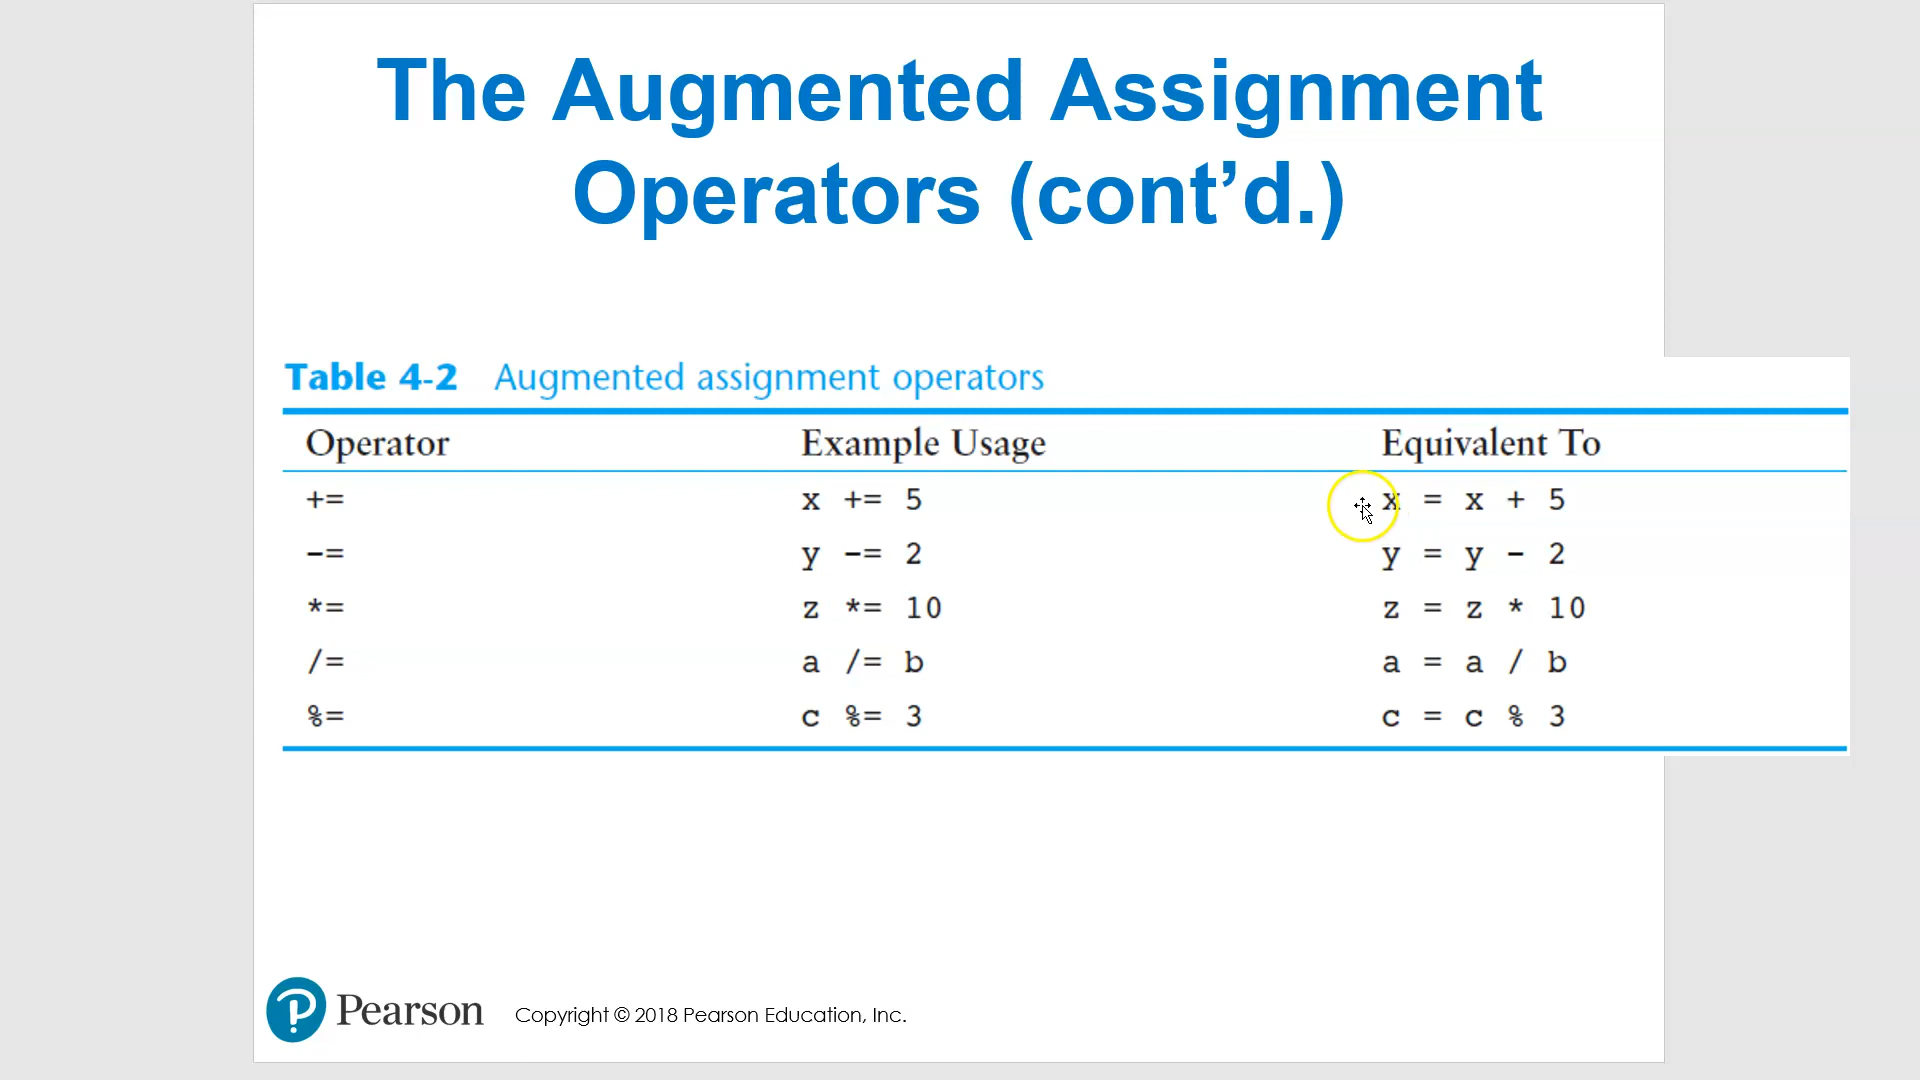 The Augmented Assignment
Operators (cont’d.)
Table 4-2 Augmented assignment operators
Operator Example Usage Equivalent To
+= x += 5 x = x + 5
-= y -= 2 y = y - 2
*= z *= 10 z = z * 10
/= a /= b a = a / b
%= c %= 3 c = c % 3
Pearson Copyright © 2018 Pearson Education, Inc.